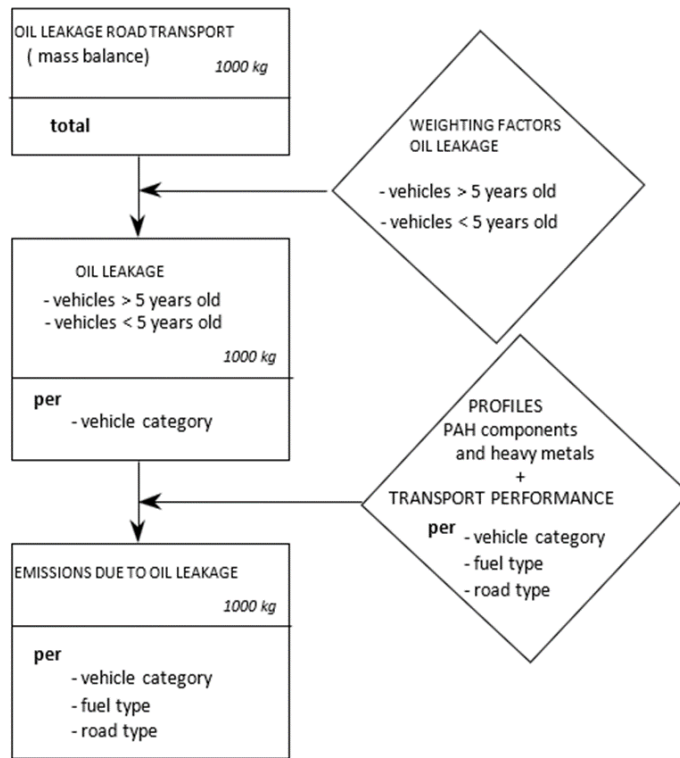 OIL LEAKAGE ROAD TRANSPORT
( mass balance)
1000 kg
total
WEIGHTING FACTORS
OIL LEAKAGE
- vehicles > 5 years old
- vehicles < 5 years old
OIL LEAKAGE
- vehicles > 5 years old
- vehicles < 5 years old
1000 kg
per
- vehicle category
PROFILES
PAH components
and heavy metals
+
TRANSPORT PERFORMANCE
per
- vehicle category
- fuel type
- road type
EMISSIONS DUE TO OIL LEAKAGE
1000 kg
per
- vehicle category
- fuel type
- road type